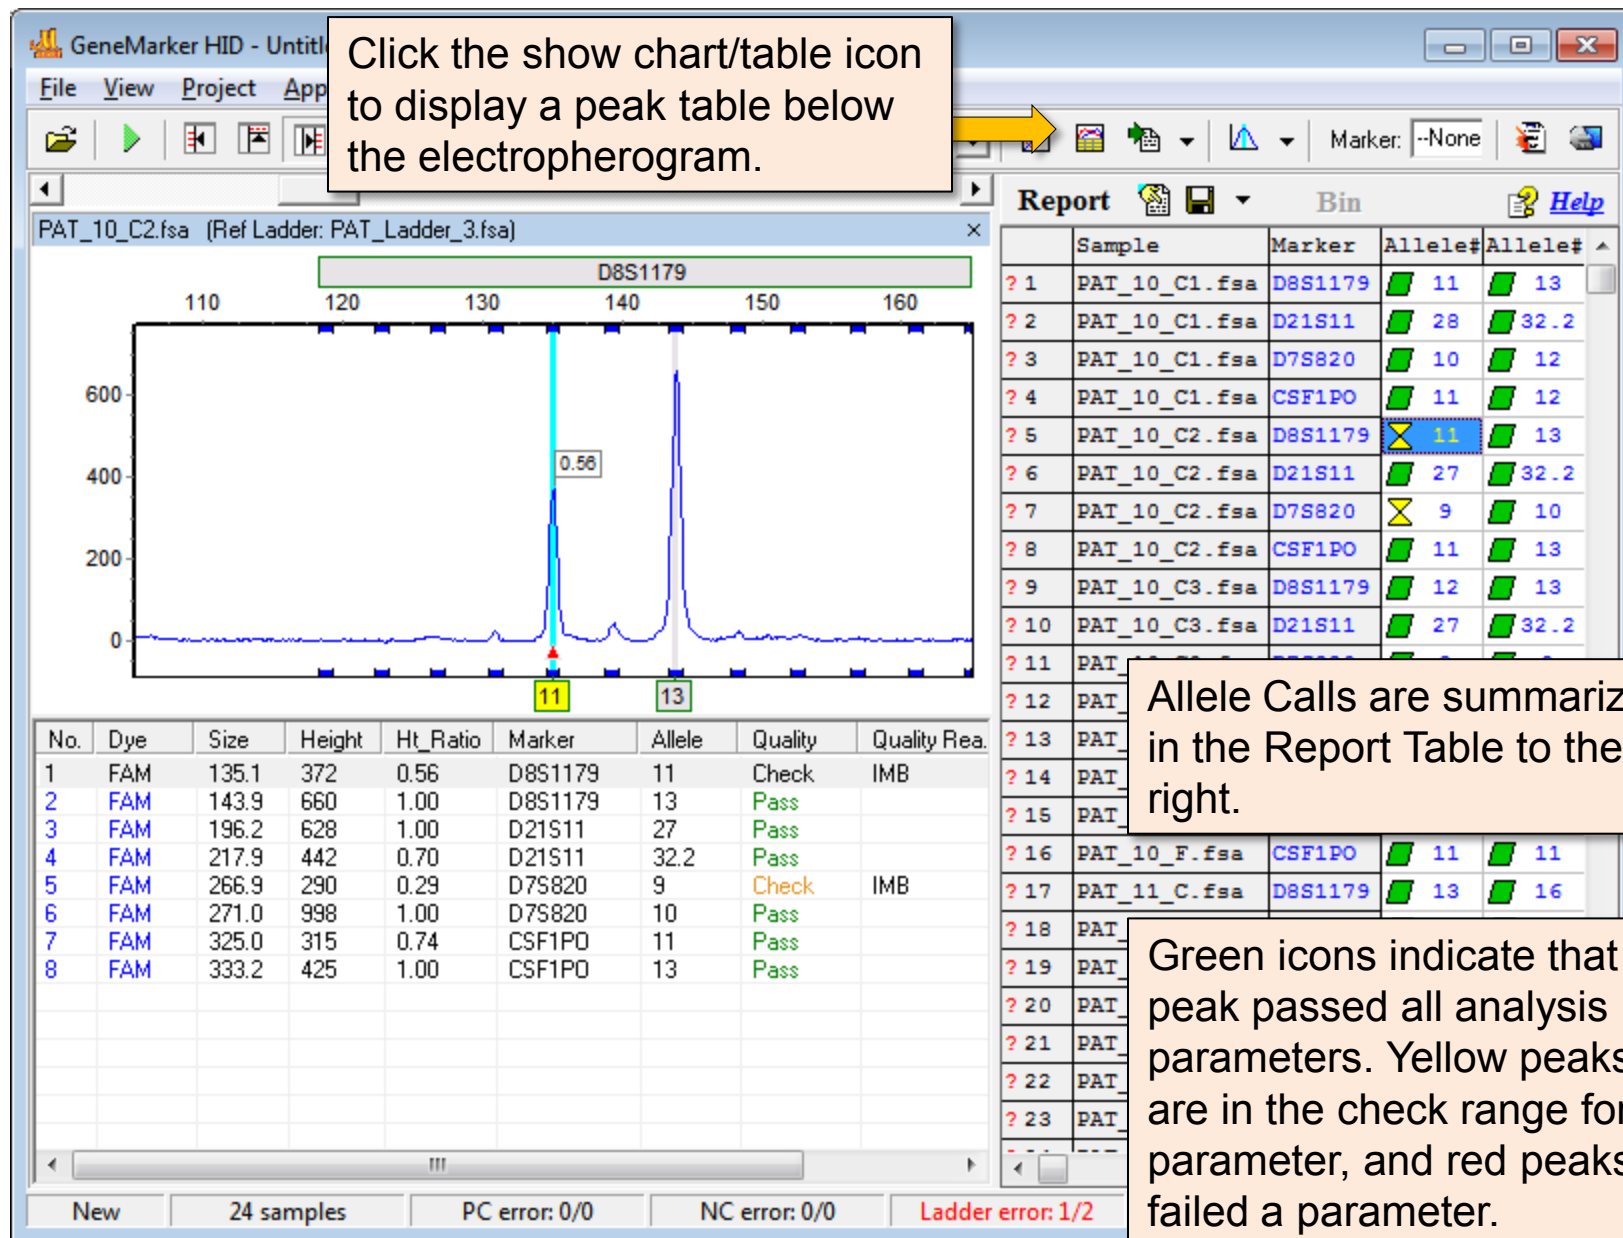 GeneMarker HID - Untitle
File View Project App
Click the show chart/table icon
to display a peak table below
the electropherogram.
Marker: --None
Report Bin Help
PAT_10_C2.fsa (Ref Ladder: PAT_Ladder_3.fsa) ×
D8S1179
110 120 130 140 150 160
600
400
200
0
0.56
11 13
No. Dye Size Height Ht_Ratio Marker Allele Quality Quality Rea.
1 FAM 135.1 372 0.56 D8S1179 11 Check IMB
2 FAM 143.9 660 1.00 D8S1179 13 Pass
3 FAM 196.2 628 1.00 D21S11 27 Pass
4 FAM 217.9 442 0.70 D21S11 32.2 Pass
5 FAM 266.9 290 0.29 D7S820 9 Check IMB
6 FAM 271.0 998 1.00 D7S820 10 Pass
7 FAM 325.0 315 0.74 CSF1PO 11 Pass
8 FAM 333.2 425 1.00 CSF1PO 13 Pass
Sample Marker Allele# Allele#
? 1 PAT_10_C1.fsa D8S1179 11 13
? 2 PAT_10_C1.fsa D21S11 28 32.2
? 3 PAT_10_C1.fsa D7S820 10 12
? 4 PAT_10_C1.fsa CSF1PO 11 12
? 5 PAT_10_C2.fsa D8S1179 11 13
? 6 PAT_10_C2.fsa D21S11 27 32.2
? 7 PAT_10_C2.fsa D7S820 9 10
? 8 PAT_10_C2.fsa CSF1PO 11 13
? 9 PAT_10_C3.fsa D8S1179 12 13
? 10 PAT_10_C3.fsa D21S11 27 32.2
? 11 PAT_
? 12 PAT_
? 13 PAT_
? 14 PAT_
? 15 PAT_
Allele Calls are summariz
in the Report Table to the
right.
? 16 PAT_10_F.fsa CSF1PO 11 11
? 17 PAT_11_C.fsa D8S1179 13 16
? 18 PAT_
? 19 PAT_
? 20 PAT_
? 21 PAT_
? 22 PAT_
? 23 PAT_
Green icons indicate that
peak passed all analysis
parameters. Yellow peaks
are in the check range for
parameter, and red peaks
failed a parameter.
New 24 samples PC error: 0/0 NC error: 0/0 Ladder error: 1/2